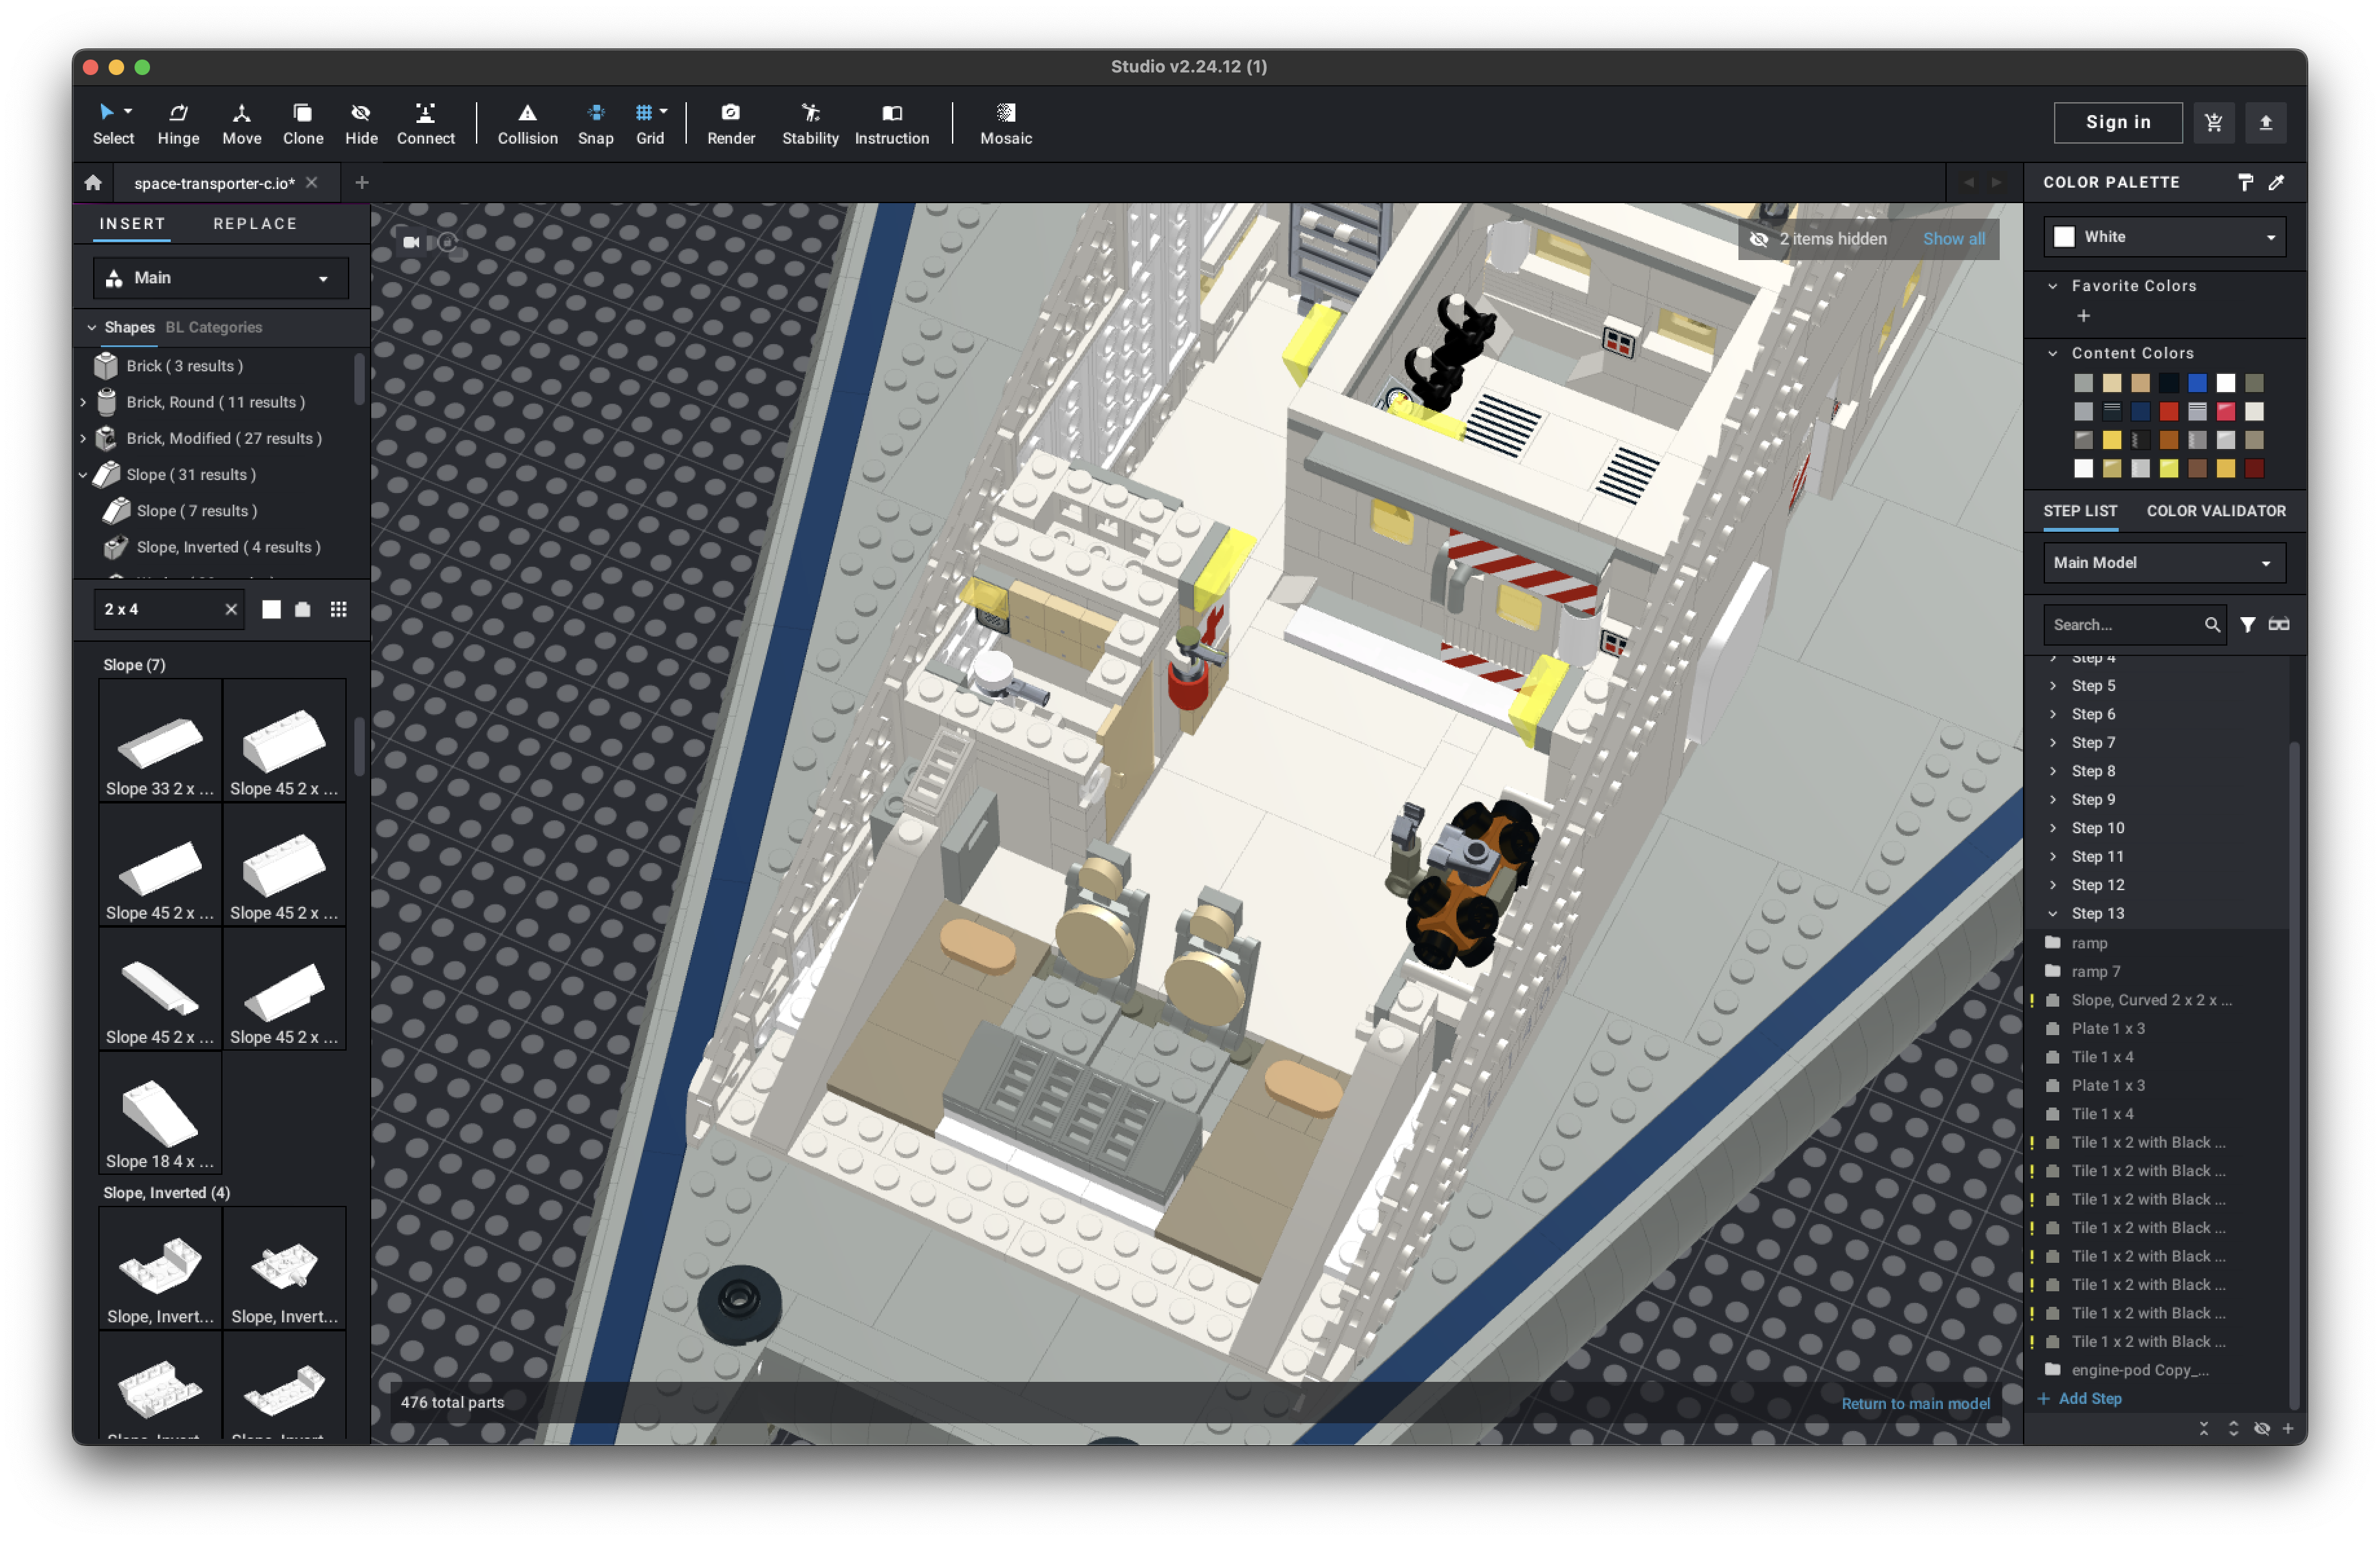 Studio v2.24.12 (1)
Select
Hinge
Move
Clone
Hide
Connect
Collision
Snap
Grid
Render
Stability
Instruction
Mosaic
Sign in
space-transporter-c.io*
INSERT
REPLACE
Main
Shapes BL Categories
Brick ( 3 results )
Brick, Round ( 11 results )
Brick, Modified ( 27 results )
Slope ( 31 results )
Slope ( 7 results )
Slope, Inverted ( 4 results )
2 x 4
Slope (7)
Slope 33 2 x ...
Slope 45 2 x ...
Slope 45 2 x ...
Slope 45 2 x ...
Slope 45 2 x ...
Slope 45 2 x ...
Slope 18 4 x ...
Slope, Inverted (4)
Slope, Invert...
Slope, Invert...
Slope, Invert...
Slope, Invert...
2 items hidden
Show all
476 total parts
Return to main model
COLOR PALETTE
White
Favorite Colors
Content Colors
STEP LIST
COLOR VALIDATOR
Main Model
Search...
Step 4
Step 5
Step 6
Step 7
Step 8
Step 9
Step 10
Step 11
Step 12
Step 13
ramp
ramp 7
! Slope, Curved 2 x 2 x ...
Plate 1 x 3
Tile 1 x 4
Plate 1 x 3
Tile 1 x 4
! Tile 1 x 2 with Black ...
! Tile 1 x 2 with Black ...
! Tile 1 x 2 with Black ...
! Tile 1 x 2 with Black ...
! Tile 1 x 2 with Black ...
! Tile 1 x 2 with Black ...
! Tile 1 x 2 with Black ...
! Tile 1 x 2 with Black ...
engine-pod Copy_...
+ Add Step